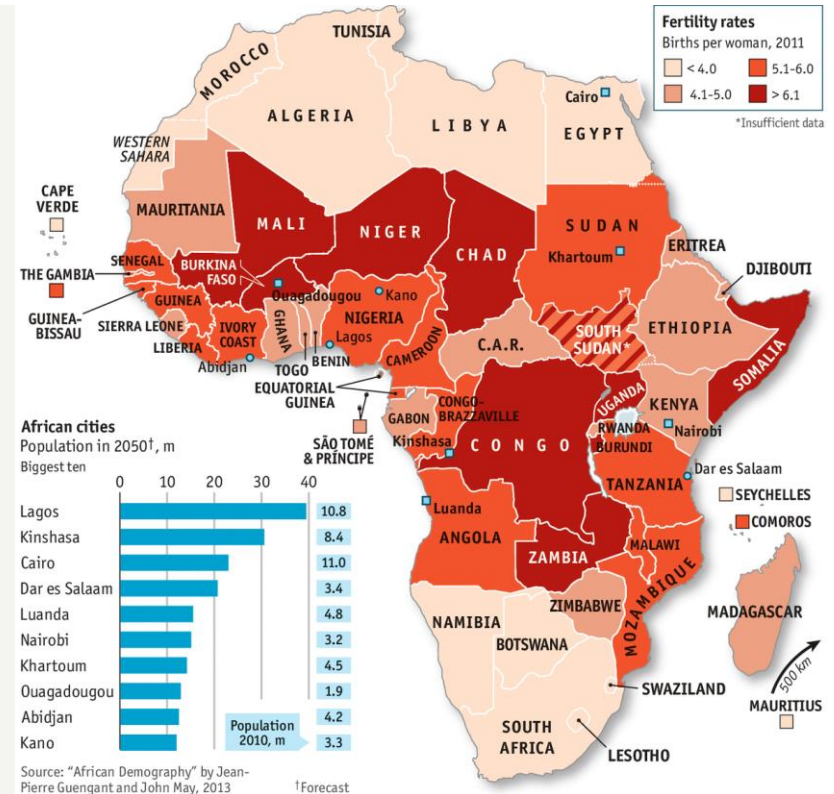 Fertility rates
Births per woman, 2011
< 4.0
5.1-6.0
4.1-5.0
> 6.1
*Insufficient data
TUNISIA
MOROCCO
ALGERIA
LIBYA
Cairo
EGYPT
WESTERN
SAHARA
CAPE
VERDE
MAURITANIA
MALI
NIGER
CHAD
SUDAN
Khartoum
ERITREA
DJIBOUTI
SENEGAL
THE GAMBIA
GUINEA-
BISSAU
GUINEA
SIERRA LEONE
LIBERIA
BURKINA
FASO
Ouagadougou
IVORY
COAST
Abidjan
GHANA
TOGO
BENIN
Kano
NIGERIA
Lagos
CAMEROON
C.A.R.
SOUTH
SUDAN*
ETHIOPIA
SOMALIA
EQUATORIAL
GUINEA
SÃO TOMÉ
& PRÍNCIPE
GABON
CONGO-
BRAZZAVILLE
Kinshasa
CONGO
UGANDA
KENYA
Nairobi
RWANDA
BURUNDI
TANZANIA
Dar es Salaam
SEYCHELLES
COMOROS
Luanda
ANGOLA
ZAMBIA
MALAWI
MOZAMBIQUE
ZIMBABWE
MADAGASCAR
NAMIBIA
BOTSWANA
SWAZILAND
SOUTH
AFRICA
LESOTHO
500 km
MAURITIUS
African cities
Population in 2050†, m
Biggest ten
0 10 20 30 40
Lagos 10.8
Kinshasa 8.4
Cairo 11.0
Dar es Salaam 3.4
Luanda 4.8
Nairobi 3.2
Khartoum 4.5
Ouagadougou 1.9
Abidjan 4.2
Kano 3.3
Population
2010, m
Source: "African Demography" by Jean-
Pierre Guengant and John May, 2013
†Forecast